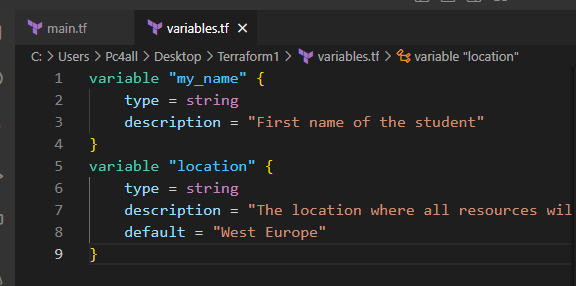 main.tf variables.tf ×
C: > Users > Pc4all > Desktop > Terraform1 > variables.tf > variable "location"
1 variable "my_name" {
2 type = string
3 description = "First name of the student"
4 }
5 variable "location" {
6 type = string
7 description = "The location where all resources wil
8 default = "West Europe"
9 }